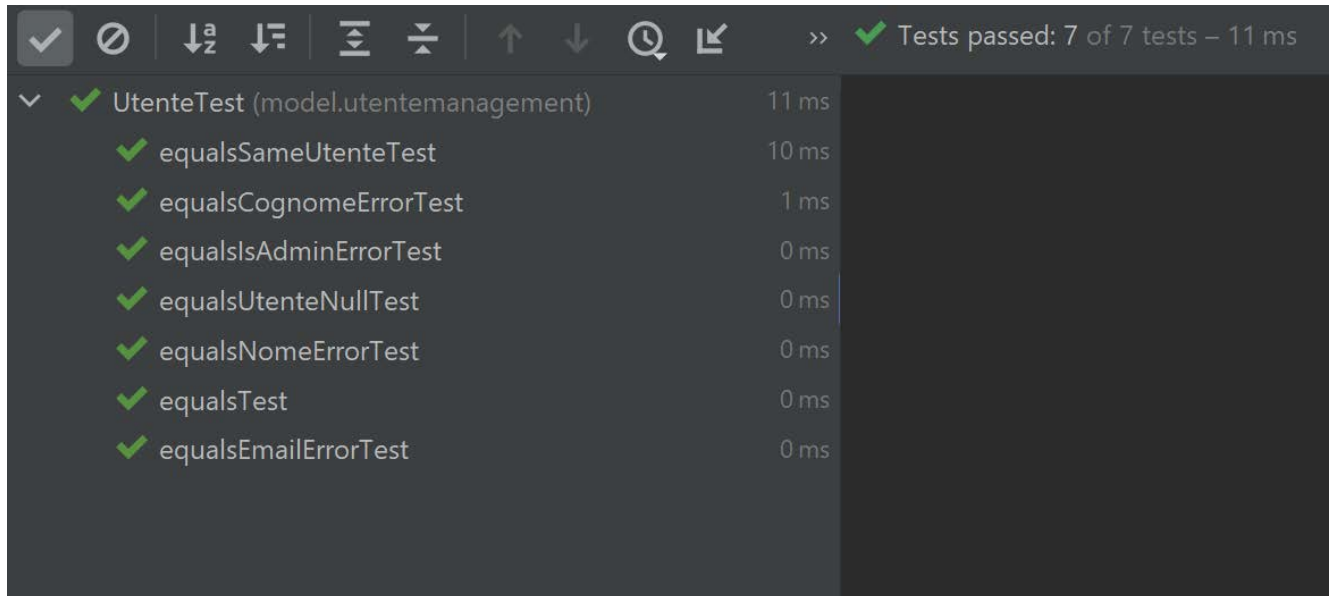 Tests passed: 7 of 7 tests – 11 ms
UtenteTest (model.utentemanagement) 11 ms
equalsSameUtenteTest 10 ms
equalsCognomeErrorTest 1 ms
equalsIsAdminErrorTest 0 ms
equalsUtenteNullTest 0 ms
equalsNomeErrorTest 0 ms
equalsTest 0 ms
equalsEmailErrorTest 0 ms